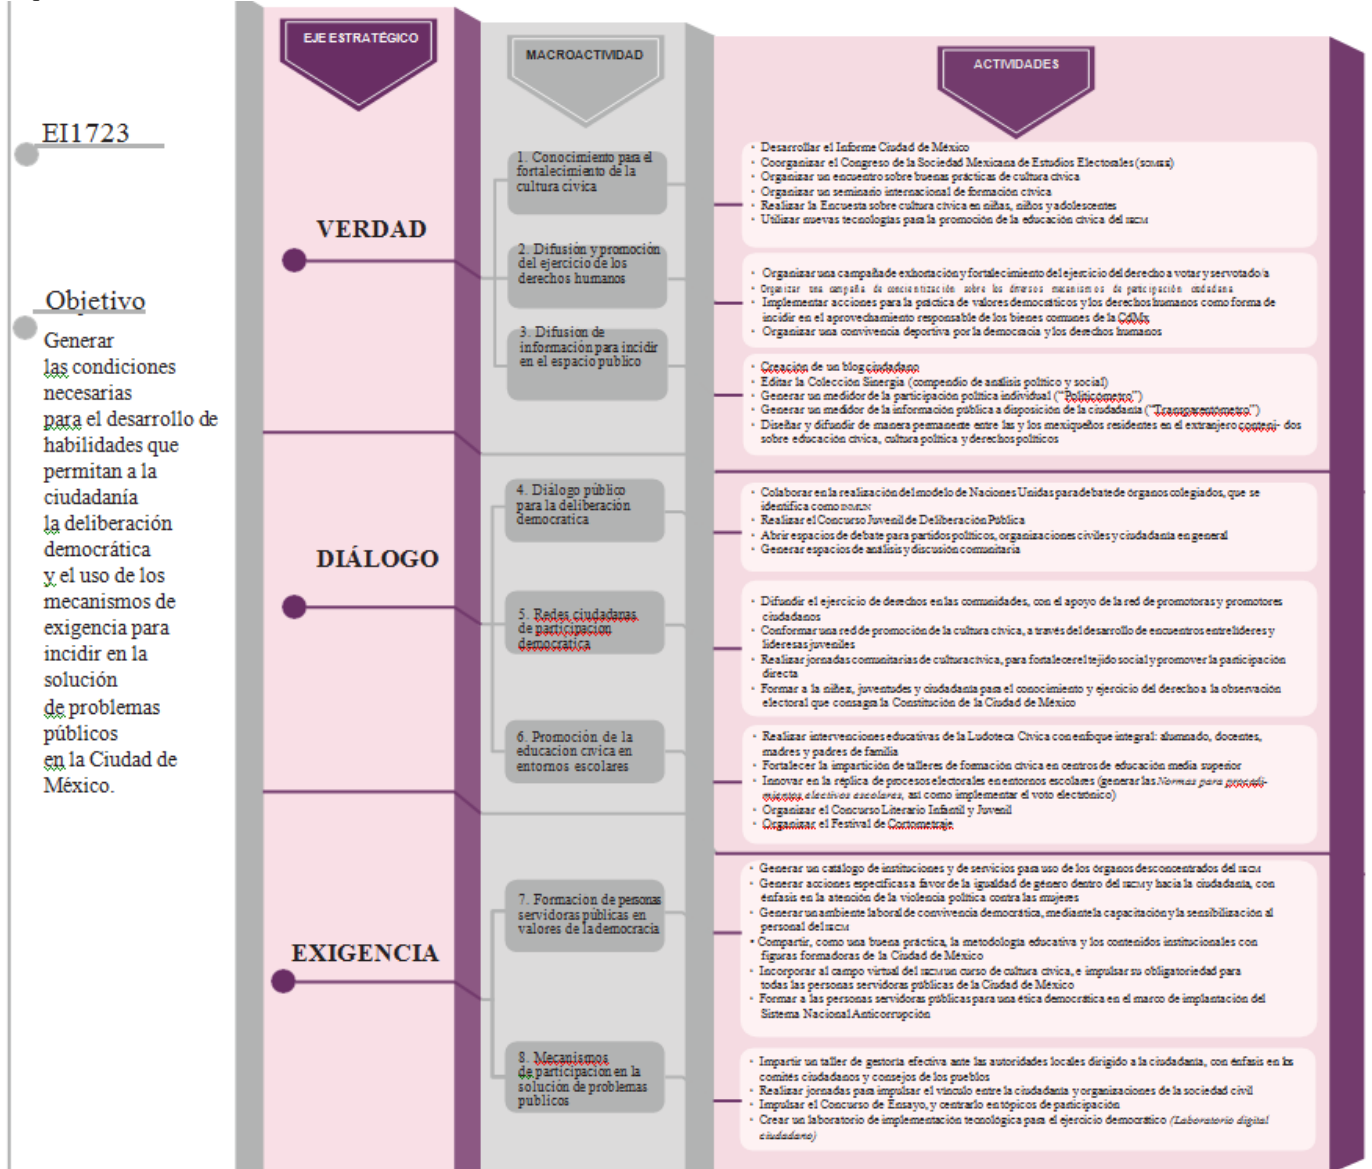 EJE ESTRATÉGICO
MACROACTIVIDAD
ACTIVIDADES
EI1723
Objetivo
Generar
las condiciones
necesarias
para el desarrollo de
habilidades que
permitan a la
ciudadanía
la deliberación
democrática
y el uso de los
mecanismos de
exigencia para
incidir en la
solución
de problemas
públicos
en la Ciudad de
México.
VERDAD
1. Conocimiento para el
fortalecimiento de la
cultura cívica
• Desarrollar el Informe Ciudad de México
• Coorganizar el Congreso de la Sociedad Mexicana de Estudios Electorales (SOMEE)
• Organizar un encuentro sobre buenas prácticas de cultura cívica
• Organizar un seminario internacional de formación cívica
• Realizar la Encuesta sobre cultura cívica en niñas, niños y adolescentes
• Utilizar nuevas tecnologías para la promoción de la educación cívica del IECM
2. Difusión y promoción
del ejercicio de los
derechos humanos
• Organizar una campaña de exhortación y fortalecimiento del ejercicio del derecho a votar y ser votado/a
• Organizar una campaña de concientización sobre los diversos mecanismos de participación ciudadana
• Implementar acciones para la práctica de valores democráticos y los derechos humanos como forma de
incidir en el aprovechamiento responsable de los bienes comunes de la CdMx
• Organizar una convivencia deportiva por la democracia y los derechos humanos
3. Difusion de
información para incidir
en el espacio publico
• Creación de un blog ciudadano
• Editar la Colección Sinergia (compendio de análisis político y social)
• Generar un medidor de la participación política individual (“Politicómetro”)
• Generar un medidor de la información pública a disposición de la ciudadanía (“Transparentómetro”)
• Diseñar y difundir de manera permanente entre las y los mexiqueños residentes en el extranjero conteni- dos
sobre educación cívica, cultura política y derechos políticos
DIÁLOGO
4. Diálogo público
para la deliberación
democratica
• Colaborar en la realización del modelo de Naciones Unidas para debate de órganos colegiados, que se
identifica como
• Realizar el Concurso Juvenil de Deliberación Pública
• Abrir espacios de debate para partidos políticos, organizaciones civiles y ciudadanía en general
• Generar espacios de análisis y discusión comunitaria
5. Redes ciudadanas
de participación
democratica
• Difundir el ejercicio de derechos en las comunidades, con el apoyo de la red de promotoras y promotores
ciudadanos
• Conformar una red de promoción de la cultura cívica, a través del desarrollo de encuentros entre líderes y
lideresas juveniles
• Realizar jornadas comunitarias de cultura cívica, para fortalecer el tejido social y promover la participación
directa
• Formar a la niñez, juventudes y ciudadanía para el conocimiento y ejercicio del derecho a la observación
electoral que consagra la Constitución de la Ciudad de México
6. Promoción de la
educacion civica en
entornos escolares
• Realizar intervenciones educativas de la Ludoteca Cívica con enfoque integral: alumnado, docentes,
madres y padres de familia
• Fortalecer la impartición de talleres de formación cívica en centros de educación media superior
• Innovar en la réplica de procesos electorales en entornos escolares (generar las Normas para procedi-
mientos electivos escolares, así como implementar el voto electrónico)
• Organizar el Concurso Literario Infantil y Juvenil
• Organizar el Festival de Cortometraje
EXIGENCIA
7. Formacion de personas
servidoras públicas en
valores de la democracia
• Generar un catálogo de instituciones y de servicios para uso de los órganos desconcentrados del IECM
• Generar acciones específicas a favor de la igualdad de género dentro del IECM y hacia la ciudadanía, con
énfasis en la atención de la violencia política contra las mujeres
• Generar un ambiente laboral de convivencia democrática, mediante la capacitación y la sensibilización al
personal del IECM
• Compartir, como una buena práctica, la metodología educativa y los contenidos institucionales con
figuras formadoras de la Ciudad de México
• Incorporar al campo virtual del IECM un curso de cultura cívica, e impulsar su obligatoriedad para
todas las personas servidoras públicas de la Ciudad de México
• Formar a las personas servidoras públicas para una ética democrática en el marco de implantación del
Sistema Nacional Anticorrupción
8. Mecanismos
de participacion en la
solución de problemas
publicos
• Impartir un taller de gestoría efectiva ante las autoridades locales dirigido a la ciudadanía, con énfasis en los
comités ciudadanos y consejos de los pueblos
• Realizar jornadas para impulsar el vínculo entre la ciudadanía y organizaciones de la sociedad civil
• Impulsar el Concurso de Ensayo, y centrarlo en tópicos de participación
• Crear un laboratorio de implementación tecnológica para el ejercicio democrático (Laboratorio digital
ciudadano)